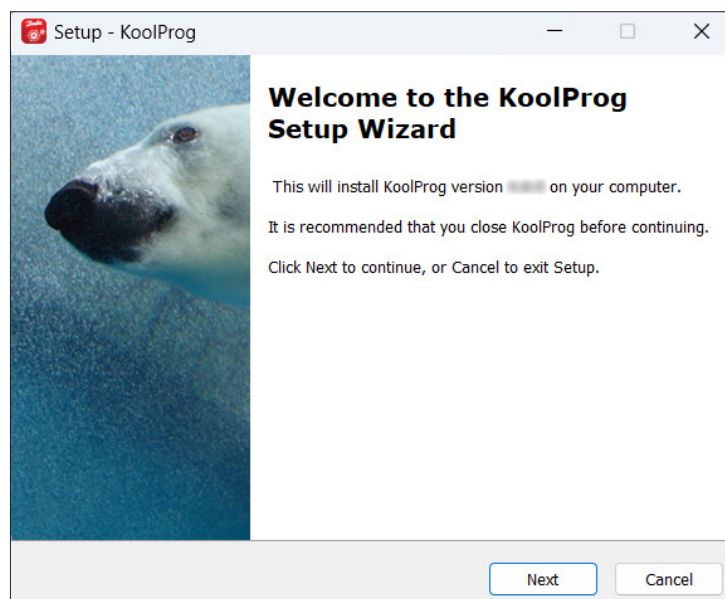 Setup - KoolProg
Welcome to the KoolProg
Setup Wizard
This will install KoolProg version on your computer.
It is recommended that you close KoolProg before continuing.
Click Next to continue, or Cancel to exit Setup.
Next
Cancel